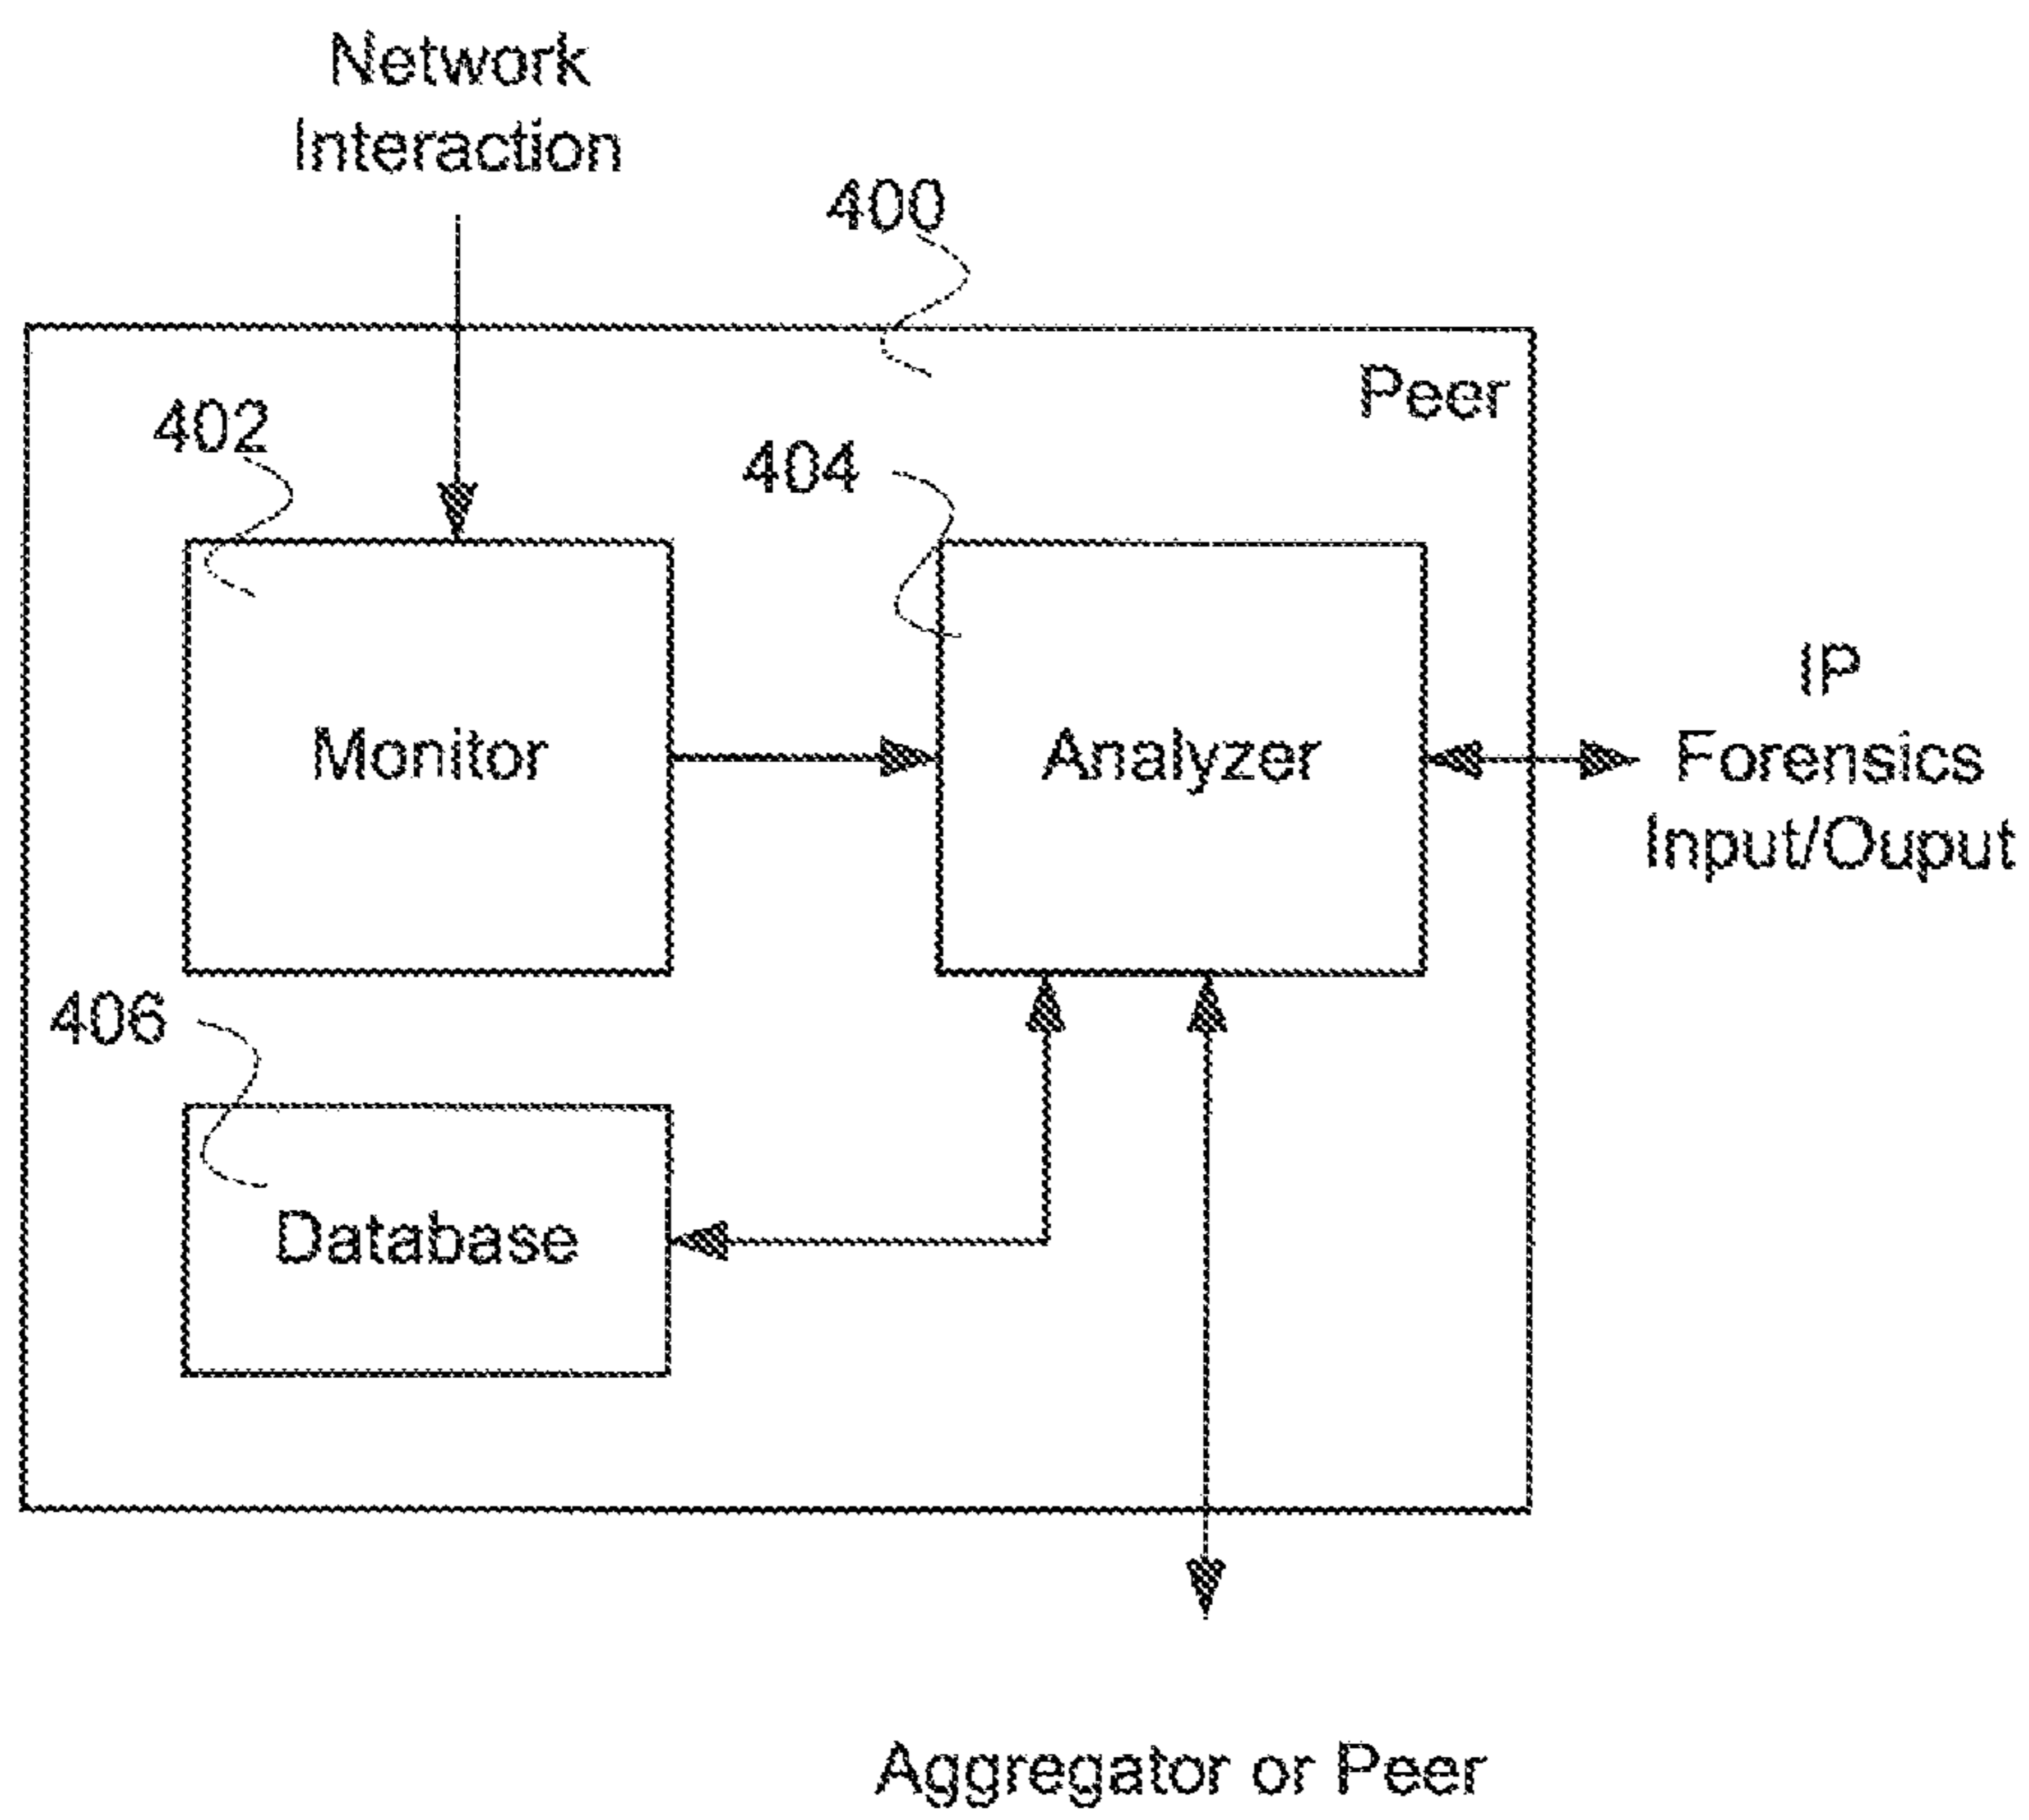 Network
Interaction
400
Peer
402
404
Monitor
Analyzer
IP
Forensics
Input/Ouput
406
Database
Aggregator or Peer